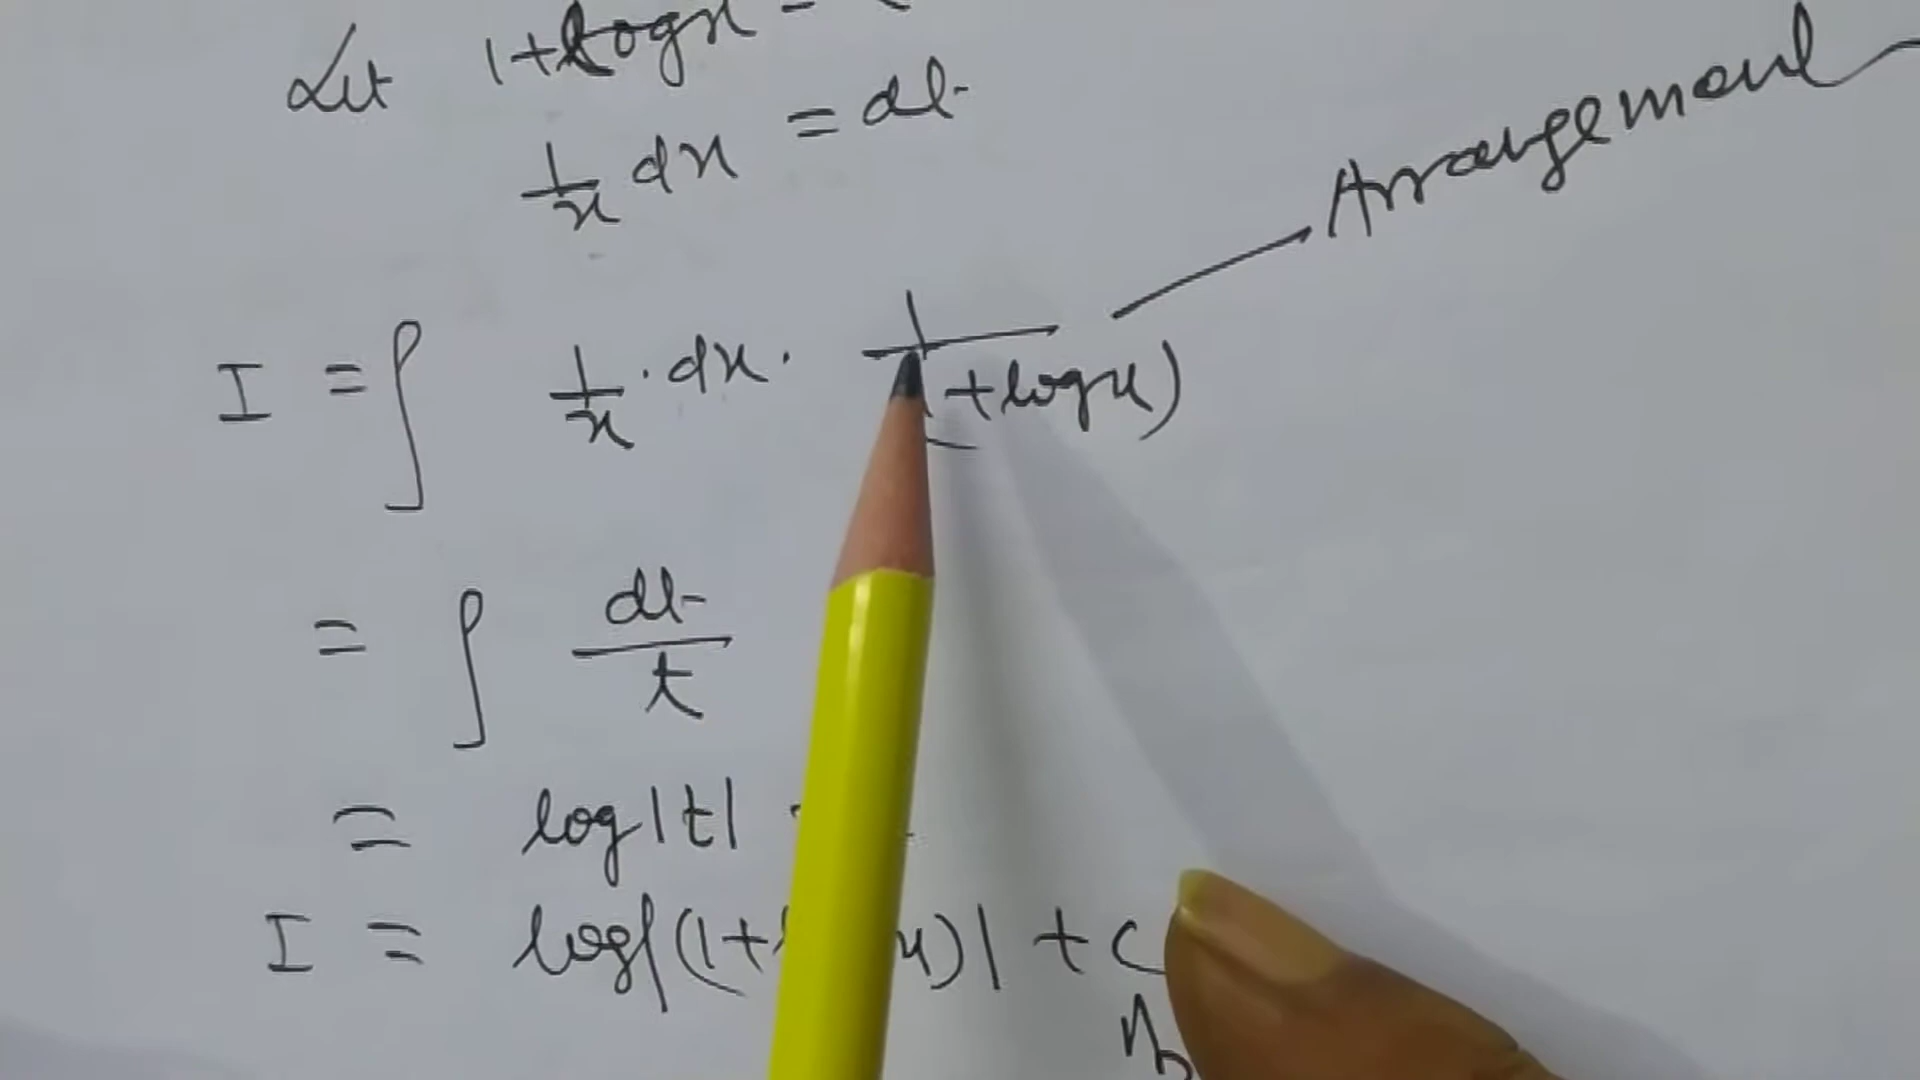 Let 1+logx =
1/x dx = dt
Arrangement
I = ∫ 1/x · dx · 1/(1+logx)
= ∫ dt/t
= log|t|
I = log|(1+ x)| + C